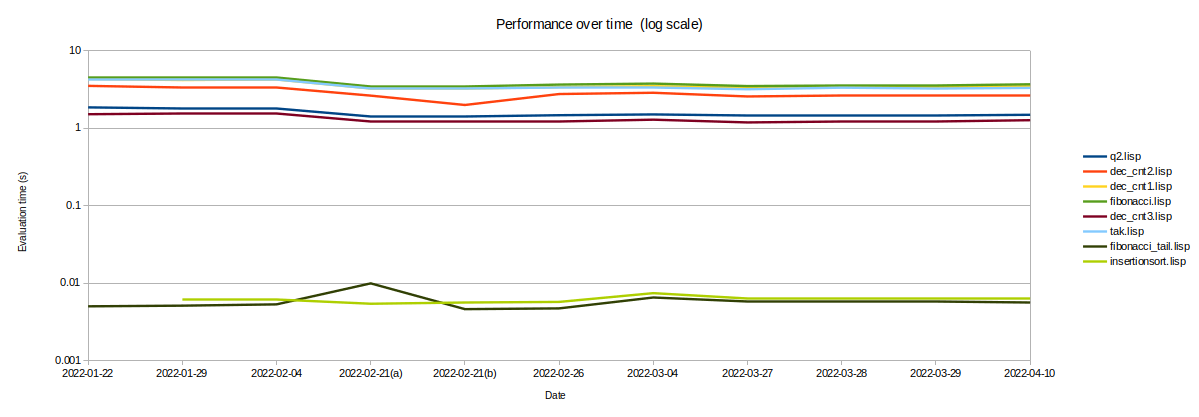 Performance over time  (log scale)
10
1
0.1
0.01
0.001
Evaluation time (s)
2022-01-22
2022-01-29
2022-02-04
2022-02-21(a)
2022-02-21(b)
2022-02-26
2022-03-04
2022-03-27
2022-03-28
2022-03-29
2022-04-10
Date
q2.lisp
dec_cnt2.lisp
dec_cnt1.lisp
fibonacci.lisp
dec_cnt3.lisp
tak.lisp
fibonacci_tail.lisp
insertionsort.lisp